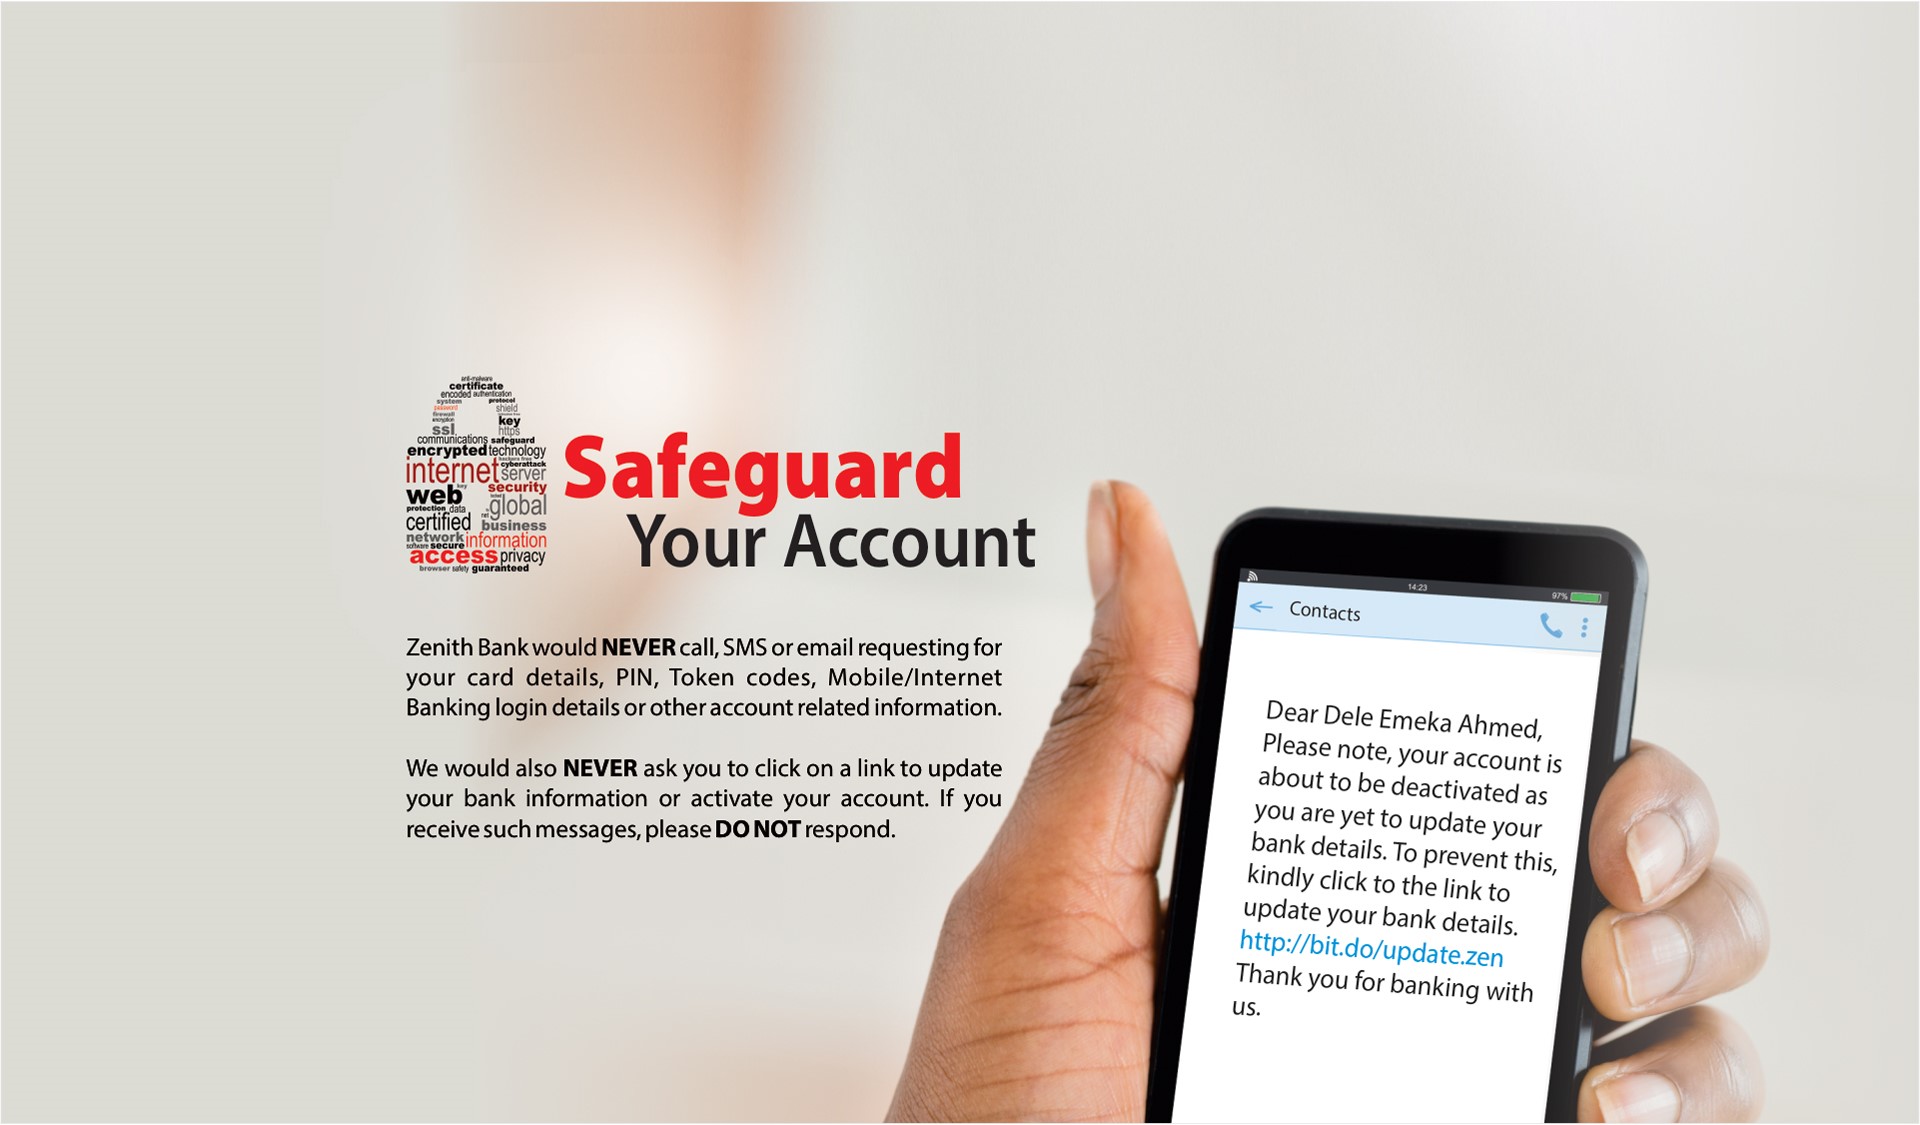 anti-malware
certificate
encoded authentication
system protocol
password shield
firewall
encryption key
ssl https
communications safeguard
encrypted technology
internet cyberattack
server
web key security
protection data global
certified net business
network information
software secure
access privacy
browser safety guaranteed
Safeguard
Your Account
Zenith Bank would NEVER call, SMS or email requesting for
your card details, PIN, Token codes, Mobile/Internet
Banking login details or other account related information.
We would also NEVER ask you to click on a link to update
your bank information or activate your account. If you
receive such messages, please DO NOT respond.
14:23
97%
Contacts
Dear Dele Emeka Ahmed,
Please note, your account is
about to be deactivated as
you are yet to update your
bank details. To prevent this,
kindly click to the link to
update your bank details.
http://bit.do/update.zen
Thank you for banking with
us.